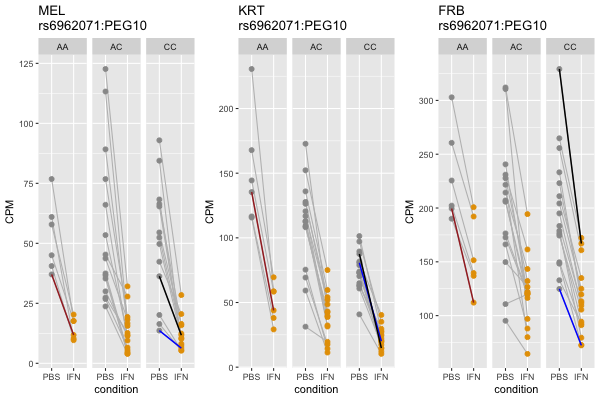 MEL
rs6962071:PEG10
AA AC CC
CPM
125
100
75
50
25
0
PBS IFN PBS IFN PBS IFN
condition
KRT
rs6962071:PEG10
AA AC CC
CPM
200
150
100
50
0
PBS IFN PBS IFN PBS IFN
condition
FRB
rs6962071:PEG10
AA AC CC
CPM
300
250
200
150
100
PBS IFN PBS IFN PBS IFN
condition